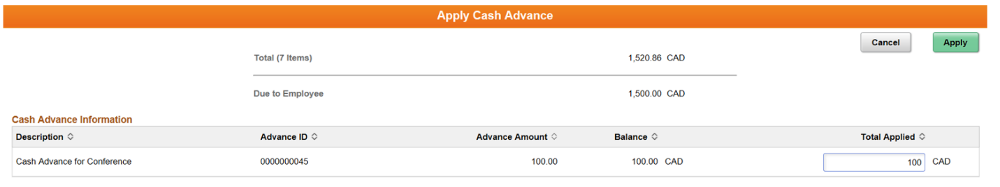 Apply Cash Advance
Cancel Apply
Total (7 Items) 1,520.86 CAD
Due to Employee 1,500.00 CAD
Cash Advance Information
Description Advance ID Advance Amount Balance Total Applied
Cash Advance for Conference 0000000045 100.00 100.00 CAD 100 CAD